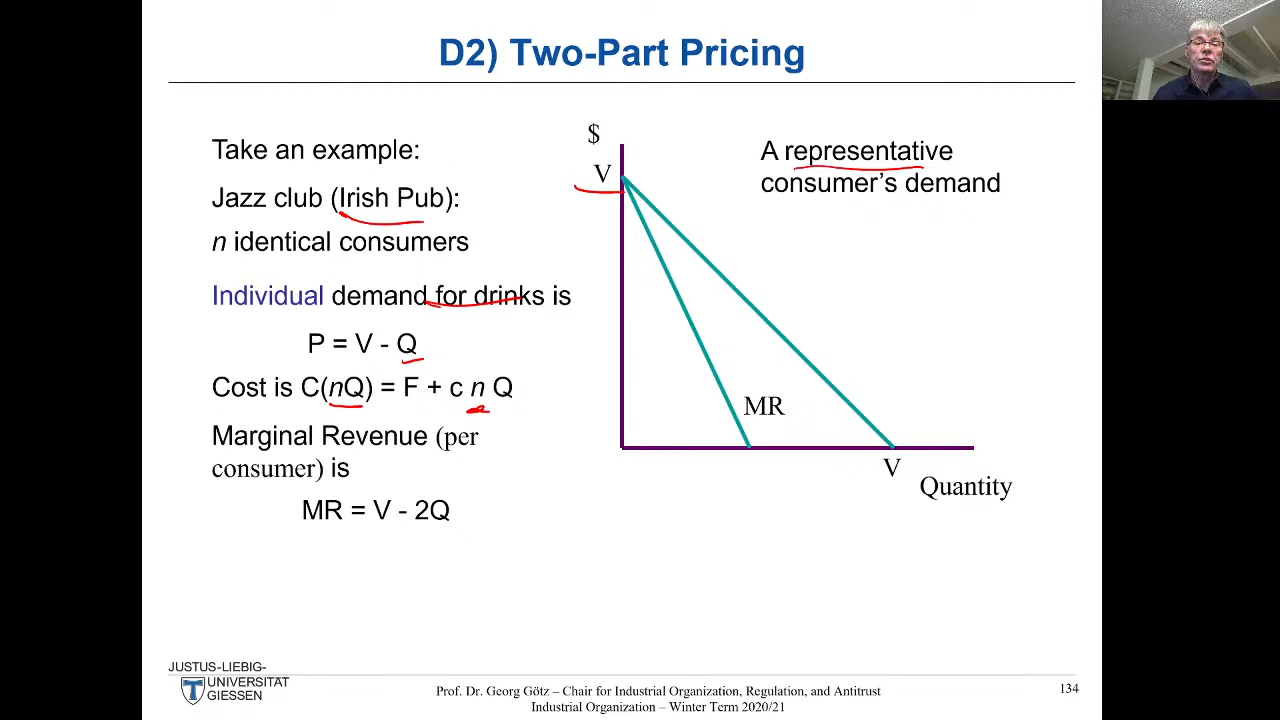 D2) Two-Part Pricing
Take an example:
Jazz club (Irish Pub):
n identical consumers
Individual demand for drinks is
P = V - Q
Cost is C(nQ) = F + c n Q
Marginal Revenue (per
consumer) is
MR = V - 2Q
$
V
MR
V
Quantity
A representative
consumer's demand
JUSTUS-LIEBIG-
UNIVERSITAT
GIESSEN
Prof. Dr. Georg Götz – Chair for Industrial Organization, Regulation, and Antitrust
Industrial Organization – Winter Term 2020/21
134